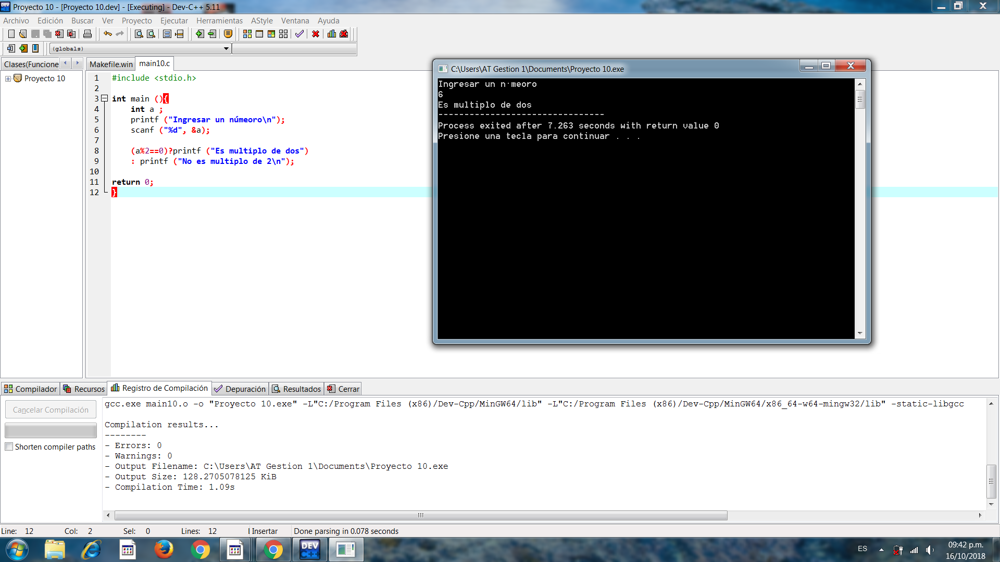 Proyecto 10 - [Proyecto 10.dev] - [Executing] - Dev-C++ 5.11
Archivo Edición Buscar Ver Proyecto Ejecutar Herramientas AStyle Ventana Ayuda
(globals)
Clases(Funcione
Makefile.win main10.c
Proyecto 10
1 #include <stdio.h>
2
3 int main (){
4 int a ;
5 printf ("Ingresar un númeoro\n");
6 scanf ("%d", &a);
7
8 (a%2==0)?printf ("Es multiplo de dos")
9 : printf ("No es multiplo de 2\n");
10
11 return 0;
12 }
C:\Users\AT Gestion 1\Documents\Proyecto 10.exe
Ingresar un n·meoro
6
Es multiplo de dos
--------------------------------
Process exited after 7.263 seconds with return value 0
Presione una tecla para continuar . . .
Compilador Recursos Registro de Compilación Depuración Resultados Cerrar
Cancelar Compilación
Shorten compiler paths
gcc.exe main10.o -o "Proyecto 10.exe" -L"C:/Program Files (x86)/Dev-Cpp/MinGW64/lib" -L"C:/Program Files (x86)/Dev-Cpp/MinGW64/x86_64-w64-mingw32/lib" -static-libgcc
Compilation results...
--------
- Errors: 0
- Warnings: 0
- Output Filename: C:\Users\AT Gestion 1\Documents\Proyecto 10.exe
- Output Size: 128.2705078125 KiB
- Compilation Time: 1.09s
Line: 12 Col: 2 Sel: 0 Lines: 12 Insertar Done parsing in 0.078 seconds
DEV C++
ES
09:42 p.m.
16/10/2018